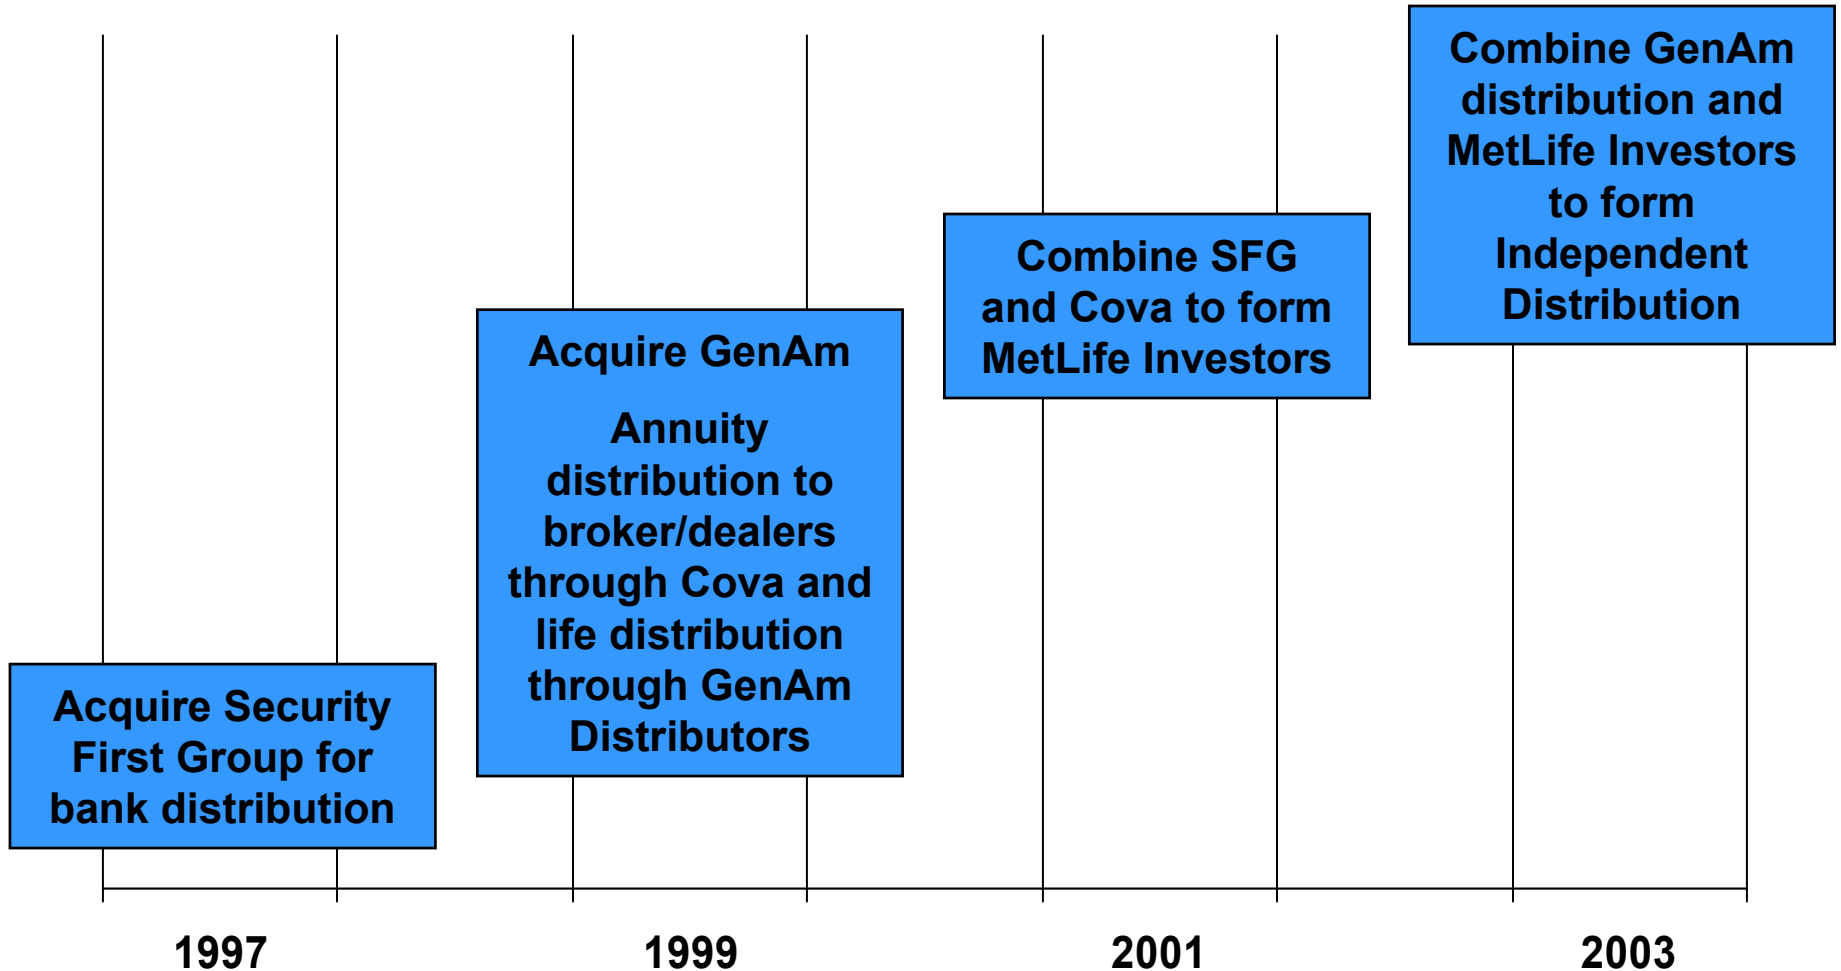 Acquire Security
First Group for
bank distribution
Acquire GenAm
Annuity
distribution to
broker/dealers
through Cova and
life distribution
through GenAm
Distributors
Combine SFG
and Cova to form
MetLife Investors
Combine GenAm
distribution and
MetLife Investors
to form
Independent
Distribution
1997
1999
2001
2003